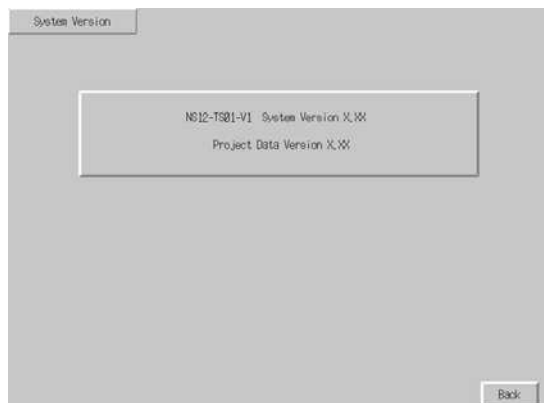 System Version
NS12-TS01-V1 System Version X.XX
Project Data Version X.XX
Back